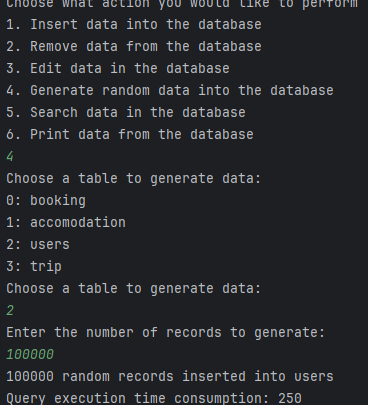 Choose what action you would like to perform
1. Insert data into the database
2. Remove data from the database
3. Edit data in the database
4. Generate random data into the database
5. Search data in the database
6. Print data from the database
4
Choose a table to generate data:
0: booking
1: accomodation
2: users
3: trip
Choose a table to generate data:
2
Enter the number of records to generate:
100000
100000 random records inserted into users
Query execution time consumption: 250